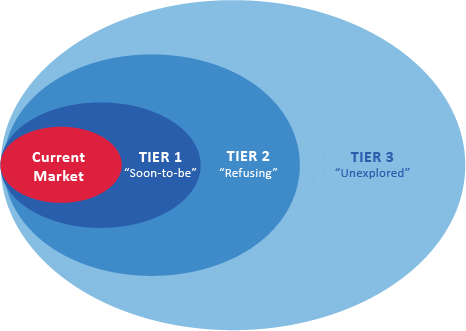 Current
Market
TIER 1
“Soon-to-be”
TIER 2
“Refusing”
TIER 3
“Unexplored”